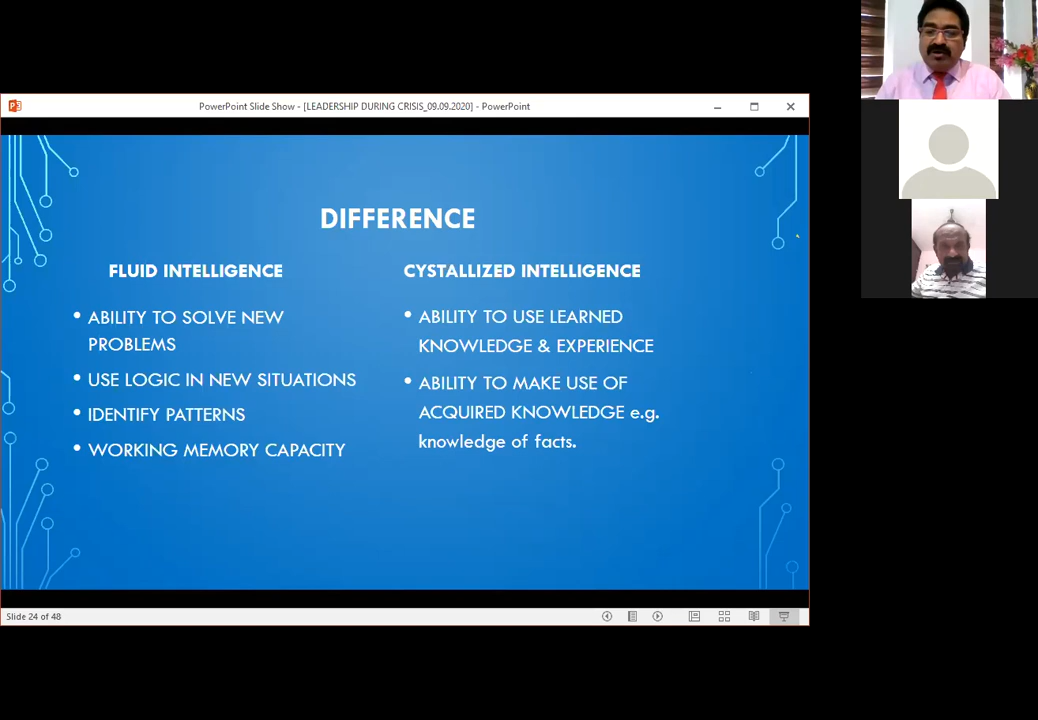 PowerPoint Slide Show - [LEADERSHIP DURING CRISIS_09.09.2020] - PowerPoint
DIFFERENCE
FLUID INTELLIGENCE
• ABILITY TO SOLVE NEW
PROBLEMS
• USE LOGIC IN NEW SITUATIONS
• IDENTIFY PATTERNS
• WORKING MEMORY CAPACITY
CYSTALLIZED INTELLIGENCE
• ABILITY TO USE LEARNED
KNOWLEDGE & EXPERIENCE
• ABILITY TO MAKE USE OF
ACQUIRED KNOWLEDGE e.g.
knowledge of facts.
Slide 24 of 48